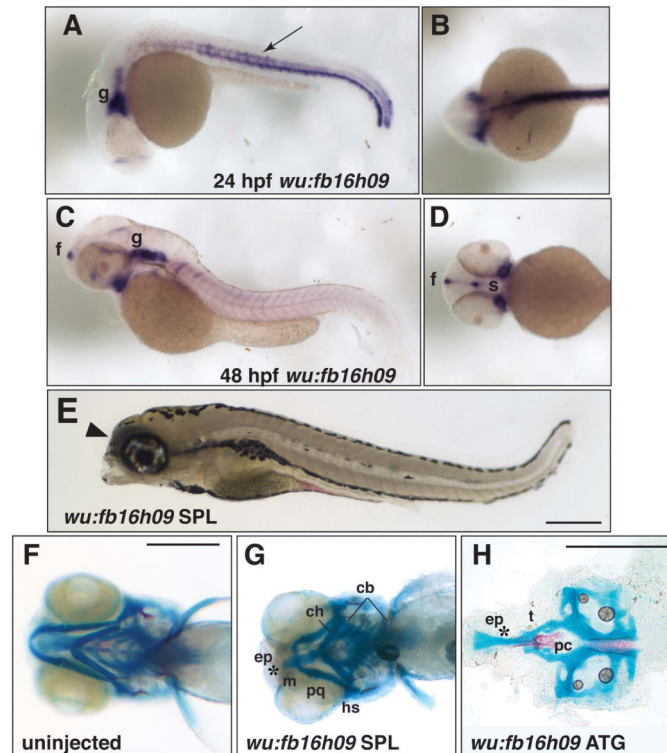 A
B
g
24 hpf wu:fb16h09
C
D
f
g
f
s
48 hpf wu:fb16h09
E
wu:fb16h09 SPL
F
G
H
cb
ch
ep
*
m
pq
hs
ep
*
t
pc
uninjected
wu:fb16h09 SPL
wu:fb16h09 ATG